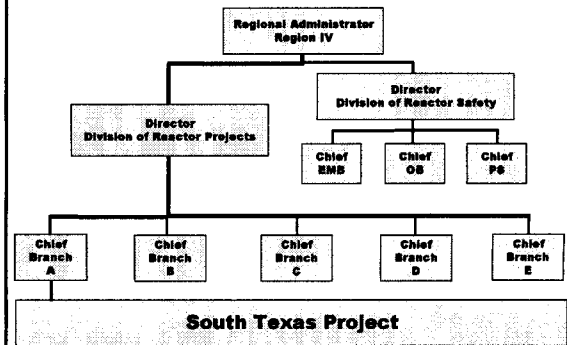 Regional Administrator
Region IV
Director
Division of Reactor Safety
Director
Division of Reactor Projects
Chief
EMB
Chief
OB
Chief
PS
Chief
Branch
A
Chief
Branch
B
Chief
Branch
C
Chief
Branch
D
Chief
Branch
E
South Texas Project